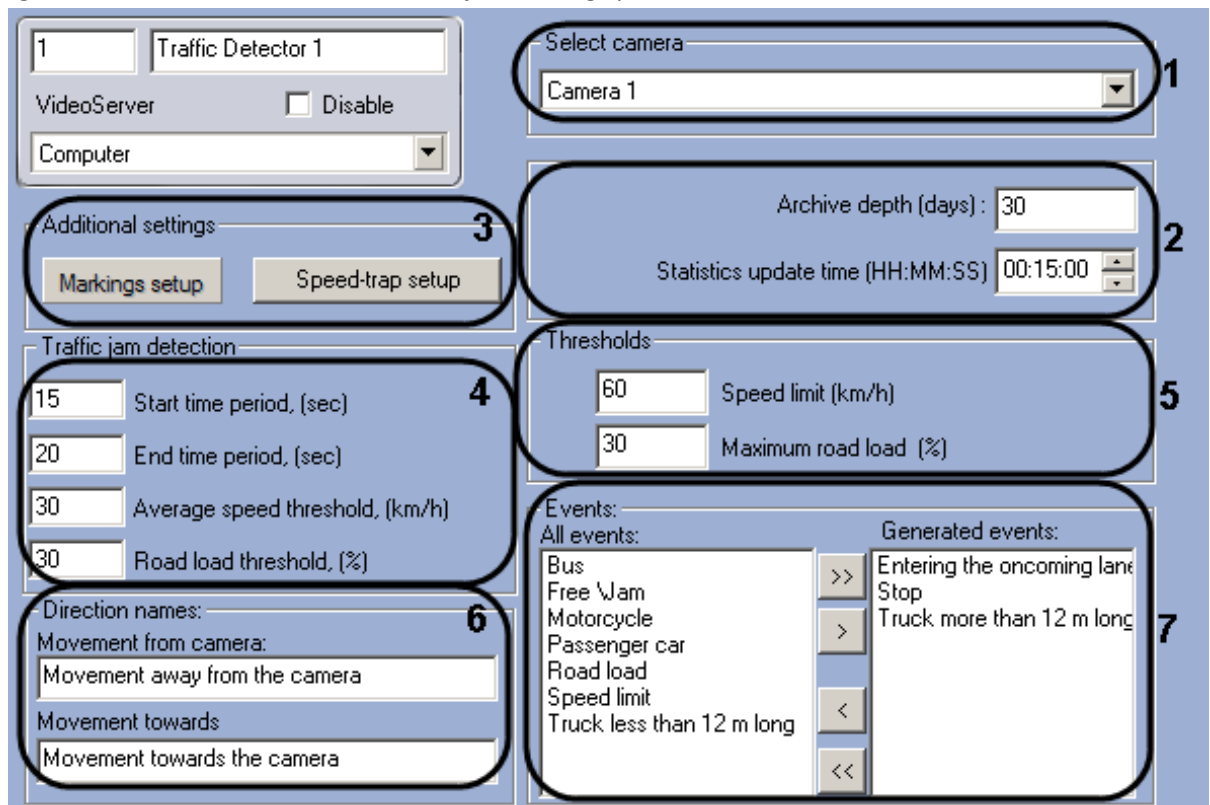 1
Traffic Detector 1
VideoServer
Disable
Computer
Select camera
Camera 1
1
Archive depth (days) : 30
Statistics update time (HH:MM:SS) 00:15:00
2
Additional settings
3
Markings setup
Speed-trap setup
Traffic jam detection
4
15 Start time period, (sec)
20 End time period, (sec)
30 Average speed threshold, (km/h)
30 Road load threshold, (%)
Thresholds
60 Speed limit (km/h)
5
30 Maximum road load (%)
Direction names:
6
Movement from camera:
Movement away from the camera
Movement towards
Movement towards the camera
Events:
All events:
Bus
Free \Jam
Motorcycle
Passenger car
Road load
Speed limit
Truck less than 12 m long
>>
>
<
<<
Generated events:
Entering the oncoming lane
Stop
Truck more than 12 m long
7